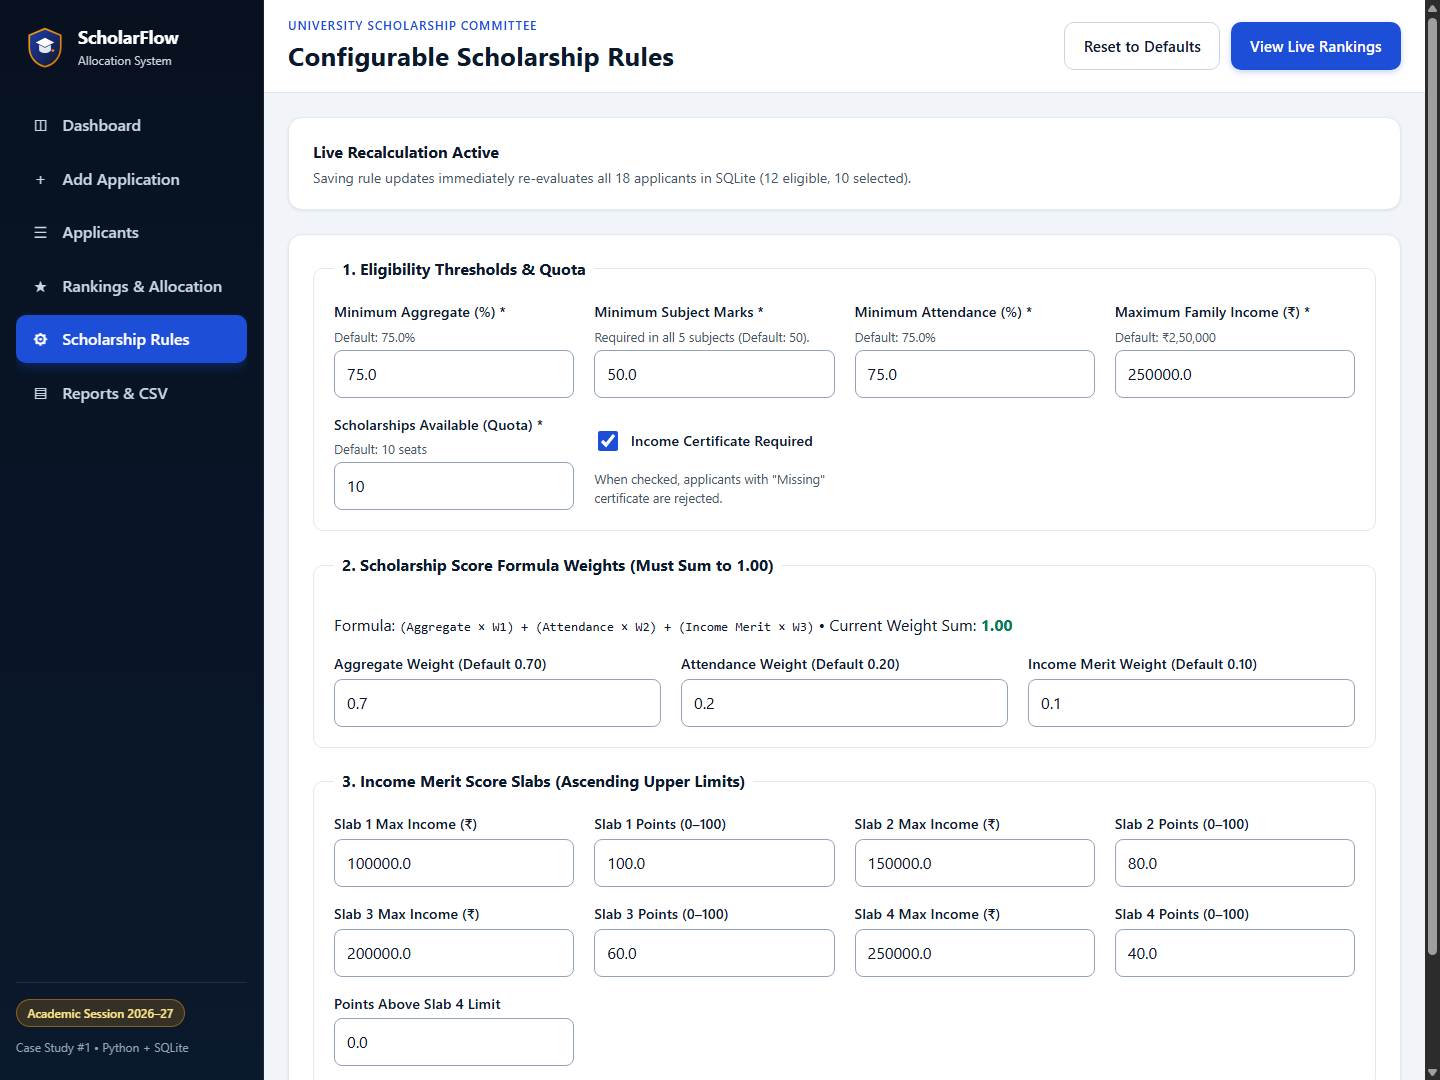 ScholarFlow
Allocation System
Dashboard
+ Add Application
Applicants
Rankings & Allocation
Scholarship Rules
Reports & CSV
Academic Session 2026–27
Case Study #1 • Python + SQLite
UNIVERSITY SCHOLARSHIP COMMITTEE
Configurable Scholarship Rules
Reset to Defaults
View Live Rankings
Live Recalculation Active
Saving rule updates immediately re-evaluates all 18 applicants in SQLite (12 eligible, 10 selected).
1. Eligibility Thresholds & Quota
Minimum Aggregate (%) *
Default: 75.0%
75.0
Minimum Subject Marks *
Required in all 5 subjects (Default: 50).
50.0
Minimum Attendance (%) *
Default: 75.0%
75.0
Maximum Family Income (₹) *
Default: ₹2,50,000
250000.0
Scholarships Available (Quota) *
Default: 10 seats
10
Income Certificate Required
When checked, applicants with "Missing"
certificate are rejected.
2. Scholarship Score Formula Weights (Must Sum to 1.00)
Formula: (Aggregate × W1) + (Attendance × W2) + (Income Merit × W3) • Current Weight Sum: 1.00
Aggregate Weight (Default 0.70)
0.7
Attendance Weight (Default 0.20)
0.2
Income Merit Weight (Default 0.10)
0.1
3. Income Merit Score Slabs (Ascending Upper Limits)
Slab 1 Max Income (₹)
100000.0
Slab 1 Points (0–100)
100.0
Slab 2 Max Income (₹)
150000.0
Slab 2 Points (0–100)
80.0
Slab 3 Max Income (₹)
200000.0
Slab 3 Points (0–100)
60.0
Slab 4 Max Income (₹)
250000.0
Slab 4 Points (0–100)
40.0
Points Above Slab 4 Limit
0.0